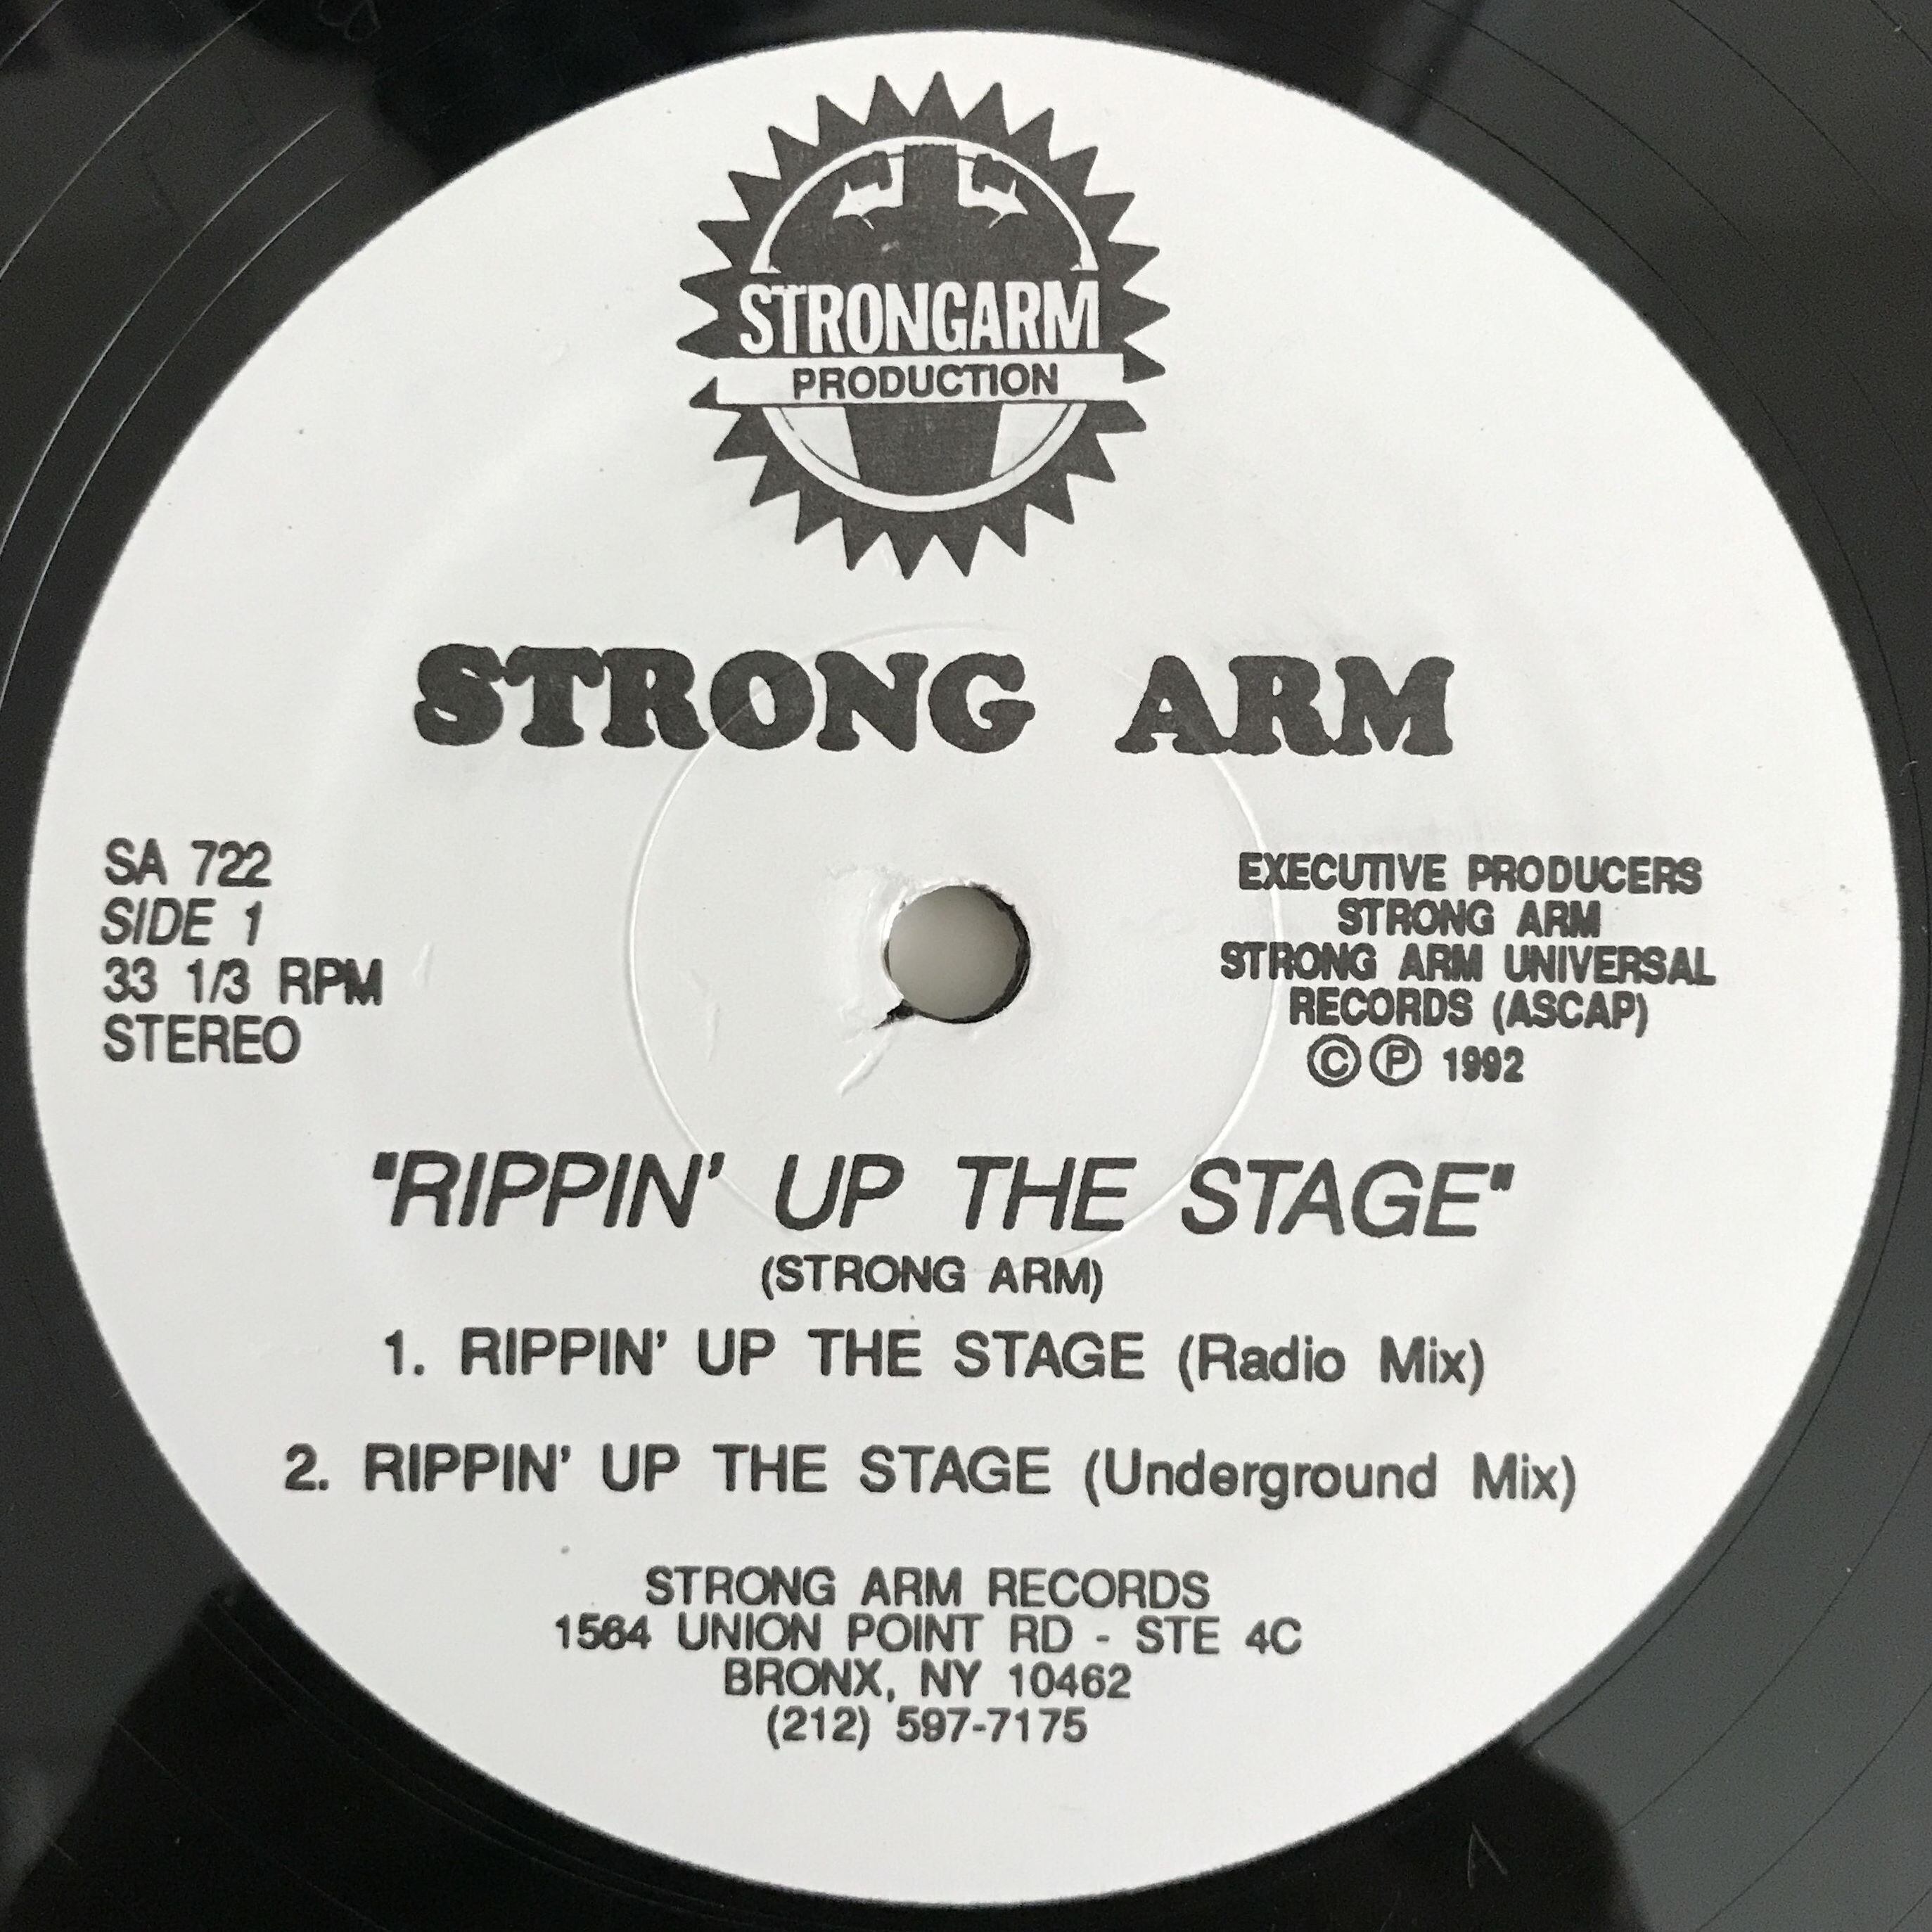 STRONGARM
PRODUCTION
STRONG ARM
SA 722
SIDE 1
33 1/3 RPM
STEREO
EXECUTIVE PRODUCERS
STRONG ARM
STRONG ARM UNIVERSAL
RECORDS (ASCAP)
© ℗ 1992
"RIPPIN' UP THE STAGE"
(STRONG ARM)
1. RIPPIN' UP THE STAGE (Radio Mix)
2. RIPPIN' UP THE STAGE (Underground Mix)
STRONG ARM RECORDS
1564 UNION POINT RD - STE 4C
BRONX, NY 10462
(212) 597-7175
A